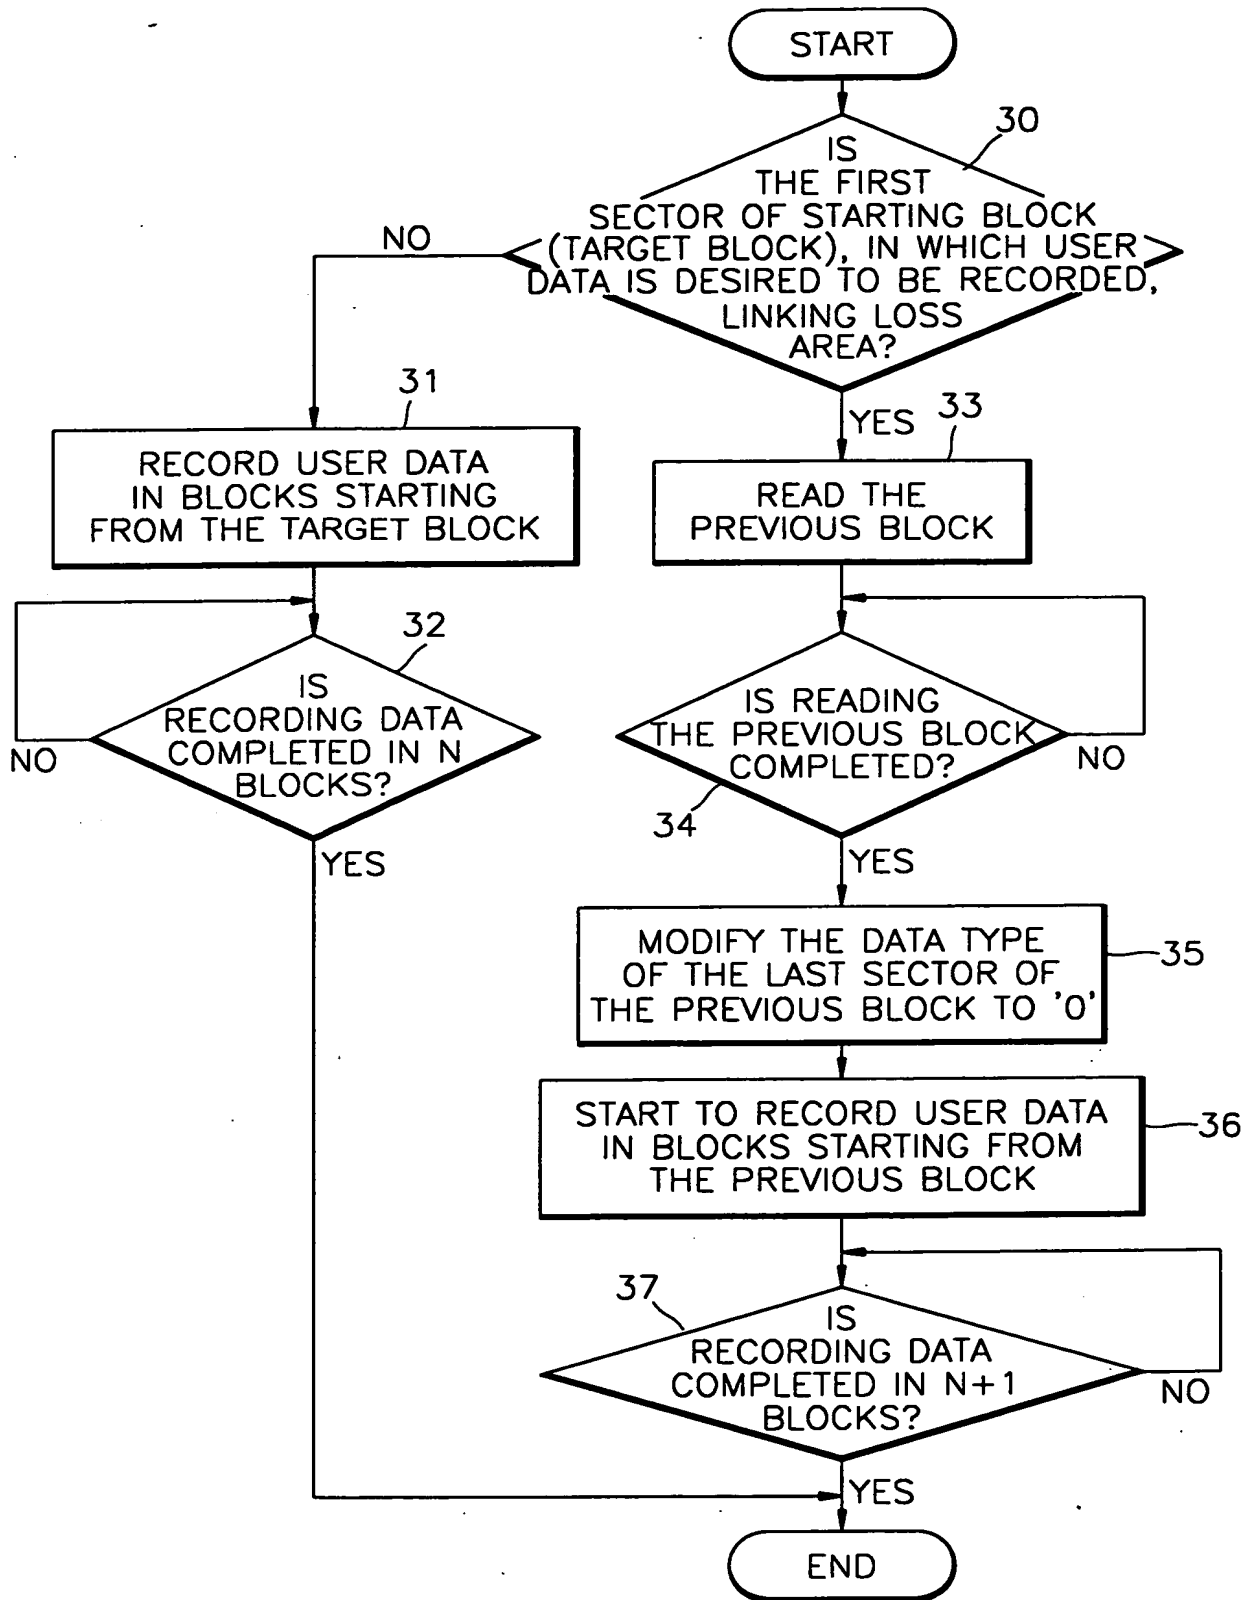 START
30
IS
THE FIRST
SECTOR OF STARTING BLOCK
(TARGET BLOCK), IN WHICH USER
DATA IS DESIRED TO BE RECORDED,
LINKING LOSS
AREA?
NO
YES
31
RECORD USER DATA
IN BLOCKS STARTING
FROM THE TARGET BLOCK
32
IS
RECORDING DATA
COMPLETED IN N
BLOCKS?
NO
YES
33
READ THE
PREVIOUS BLOCK
IS READING
THE PREVIOUS BLOCK
COMPLETED?
NO
34
YES
MODIFY THE DATA TYPE
OF THE LAST SECTOR OF
THE PREVIOUS BLOCK TO '0'
35
START TO RECORD USER DATA
IN BLOCKS STARTING FROM
THE PREVIOUS BLOCK
36
37
IS
RECORDING DATA
COMPLETED IN N+1
BLOCKS?
NO
YES
END